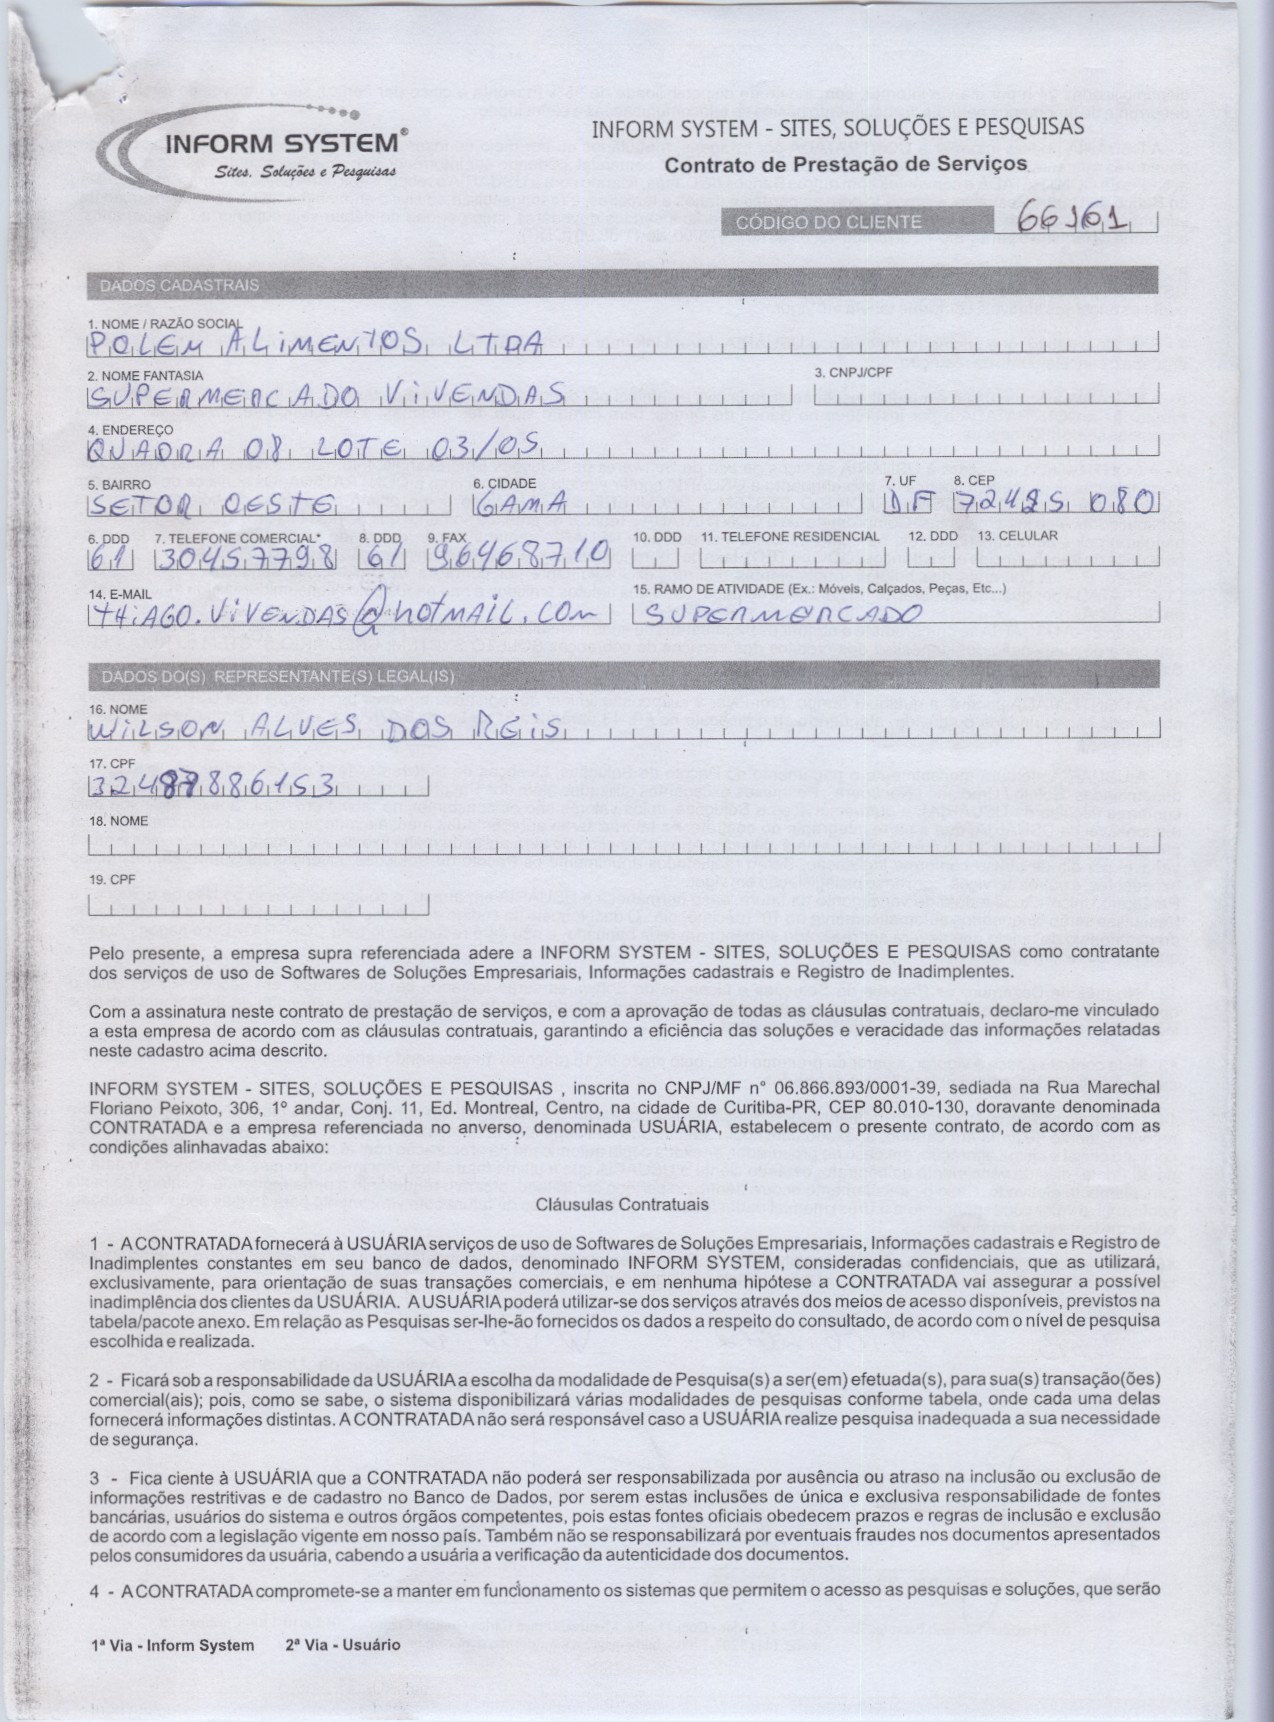 INFORM SYSTEM®
Sites, Soluções e Pesquisas
INFORM SYSTEM - SITES, SOLUÇÕES E PESQUISAS
Contrato de Prestação de Serviços
CÓDIGO DO CLIENTE 66161
DADOS CADASTRAIS
1. NOME / RAZÃO SOCIAL
POLEM ALIMENTOS LTDA
2. NOME FANTASIA 3. CNPJ/CPF
SUPERMERCADO VIVENDAS
4. ENDEREÇO
QUADRA 08 LOTE 03/05
5. BAIRRO 6. CIDADE 7. UF 8. CEP
SETOR OESTE GAMA DF 72425 080
6. DDD 7. TELEFONE COMERCIAL* 8. DDD 9. FAX 10. DDD 11. TELEFONE RESIDENCIAL 12. DDD 13. CELULAR
61 30457798 61 96468710
14. E-MAIL 15. RAMO DE ATIVIDADE (Ex.: Móveis, Calçados, Peças, Etc...)
THIAGO.VIVENDAS@HOTMAIL.COM SUPERMERCADO
DADOS DO(S) REPRESENTANTE(S) LEGAL(IS)
16. NOME
WILSON ALVES DOS REIS
17. CPF
32487886153
18. NOME
19. CPF
Pelo presente, a empresa supra referenciada adere a INFORM SYSTEM - SITES, SOLUÇÕES E PESQUISAS como contratante
dos serviços de uso de Softwares de Soluções Empresariais, Informações cadastrais e Registro de Inadimplentes.
Com a assinatura neste contrato de prestação de serviços, e com a aprovação de todas as cláusulas contratuais, declaro-me vinculado
a esta empresa de acordo com as cláusulas contratuais, garantindo a eficiência das soluções e veracidade das informações relatadas
neste cadastro acima descrito.
INFORM SYSTEM - SITES, SOLUÇÕES E PESQUISAS , inscrita no CNPJ/MF n° 06.866.893/0001-39, sediada na Rua Marechal
Floriano Peixoto, 306, 1º andar, Conj. 11, Ed. Montreal, Centro, na cidade de Curitiba-PR, CEP 80.010-130, doravante denominada
CONTRATADA e a empresa referenciada no anverso, denominada USUÁRIA, estabelecem o presente contrato, de acordo com as
condições alinhavadas abaixo:
Cláusulas Contratuais
1 - A CONTRATADA fornecerá à USUÁRIA serviços de uso de Softwares de Soluções Empresariais, Informações cadastrais e Registro de
Inadimplentes constantes em seu banco de dados, denominado INFORM SYSTEM, consideradas confidenciais, que as utilizará,
exclusivamente, para orientação de suas transações comerciais, e em nenhuma hipótese a CONTRATADA vai assegurar a possível
inadimplência dos clientes da USUÁRIA. A USUÁRIA poderá utilizar-se dos serviços através dos meios de acesso disponíveis, previstos na
tabela/pacote anexo. Em relação as Pesquisas ser-lhe-ão fornecidos os dados a respeito do consultado, de acordo com o nível de pesquisa
escolhida e realizada.
2 - Ficará sob a responsabilidade da USUÁRIA a escolha da modalidade de Pesquisa(s) a ser(em) efetuada(s), para sua(s) transação(ões)
comercial(ais); pois, como se sabe, o sistema disponibilizará várias modalidades de pesquisas conforme tabela, onde cada uma delas
fornecerá informações distintas. A CONTRATADA não será responsável caso a USUÁRIA realize pesquisa inadequada a sua necessidade
de segurança.
3 - Fica ciente à USUÁRIA que a CONTRATADA não poderá ser responsabilizada por ausência ou atraso na inclusão ou exclusão de
informações restritivas e de cadastro no Banco de Dados, por serem estas inclusões de única e exclusiva responsabilidade de fontes
bancárias, usuários do sistema e outros órgãos competentes, pois estas fontes oficiais obedecem prazos e regras de inclusão e exclusão
de acordo com a legislação vigente em nosso país. Também não se responsabilizará por eventuais fraudes nos documentos apresentados
pelos consumidores da usuária, cabendo a usuária a verificação da autenticidade dos documentos.
4 - A CONTRATADA compromete-se a manter em funcionamento os sistemas que permitem o acesso as pesquisas e soluções, que serão
1ª Via - Inform System 2ª Via - Usuário